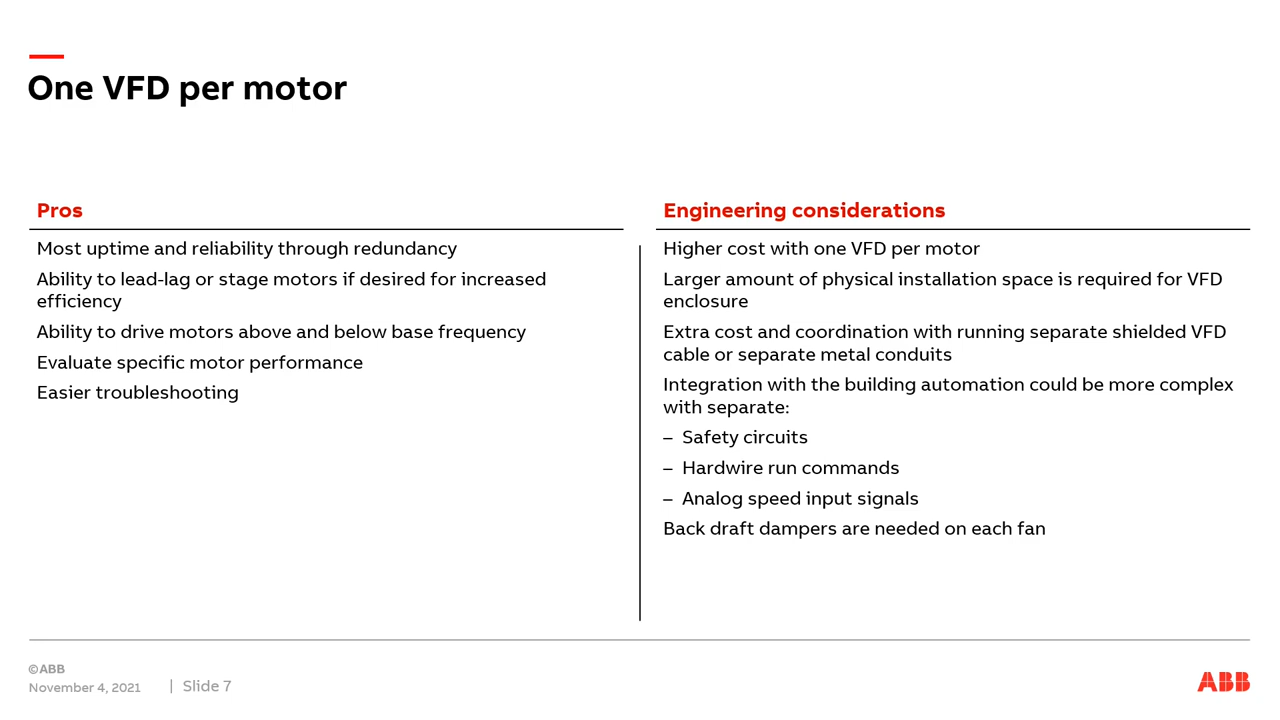 One VFD per motor
Pros
Most uptime and reliability through redundancy
Ability to lead-lag or stage motors if desired for increased
efficiency
Ability to drive motors above and below base frequency
Evaluate specific motor performance
Easier troubleshooting
Engineering considerations
Higher cost with one VFD per motor
Larger amount of physical installation space is required for VFD
enclosure
Extra cost and coordination with running separate shielded VFD
cable or separate metal conduits
Integration with the building automation could be more complex
with separate:
– Safety circuits
– Hardwire run commands
– Analog speed input signals
Back draft dampers are needed on each fan
©ABB
November 4, 2021 | Slide 7
ABB